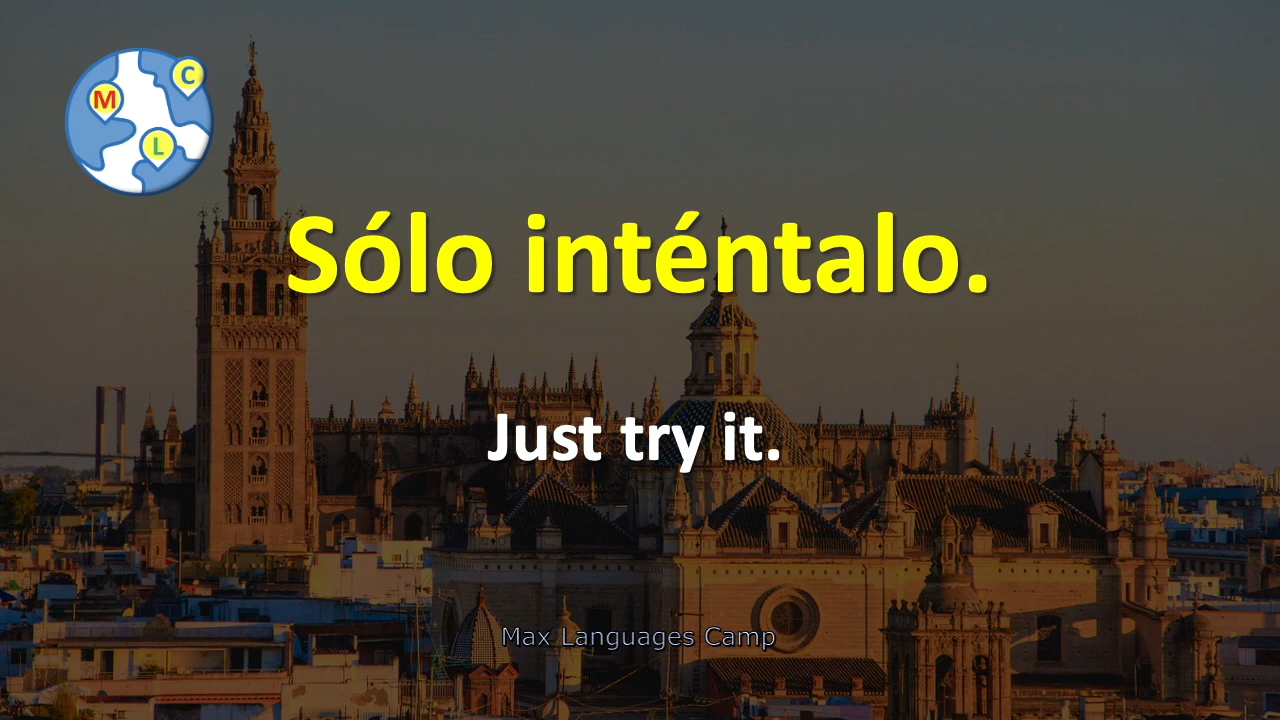 M
C
L
Sólo inténtalo.
Just try it.
Max Languages Camp